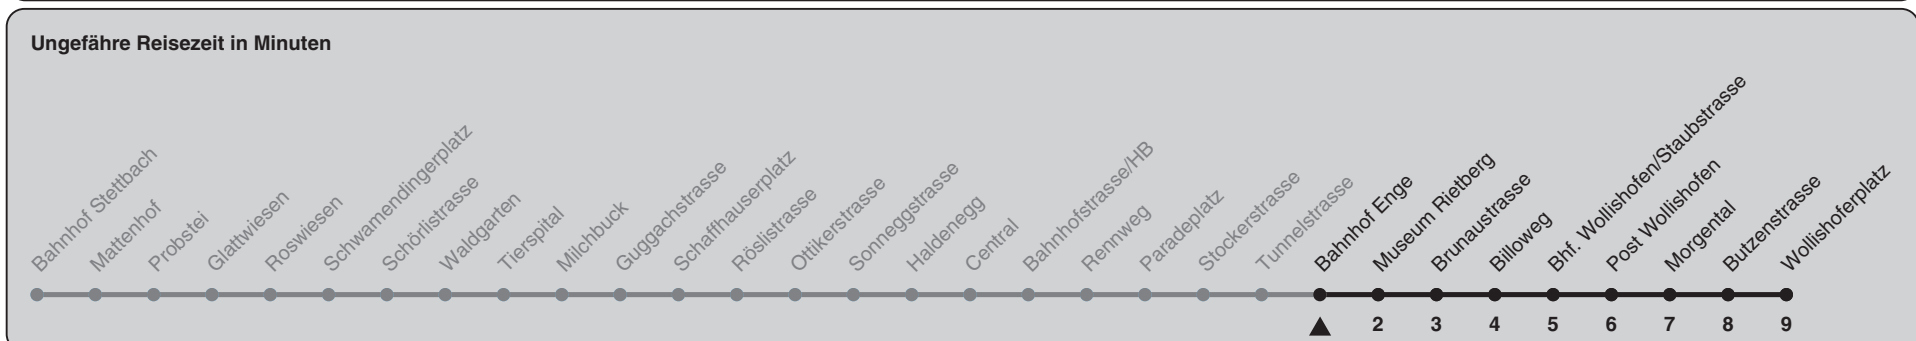 Ungefähre Reisezeit in Minuten
Bahnhof Stettbach
Mattenhof
Probstei
Glattwiesen
Roswiesen
Schwamendingerplatz
Schörlistrasse
Waldgarten
Tierspital
Milchbuck
Guggachstrasse
Schaffhauserplatz
Röslistrasse
Ottikerstrasse
Sonneggstrasse
Haldenegg
Central
Bahnhofstrasse/HB
Rennweg
Paradeplatz
Stockerstrasse
Tunnelstrasse
Bahnhof Enge
Museum Rietberg
Brunaustrasse
Billoweg
Bhf. Wollishofen/Staubstrasse
Post Wollishofen
Morgental
Butzenstrasse
Wollishoferplatz
2 3 4 5 6 7 8 9